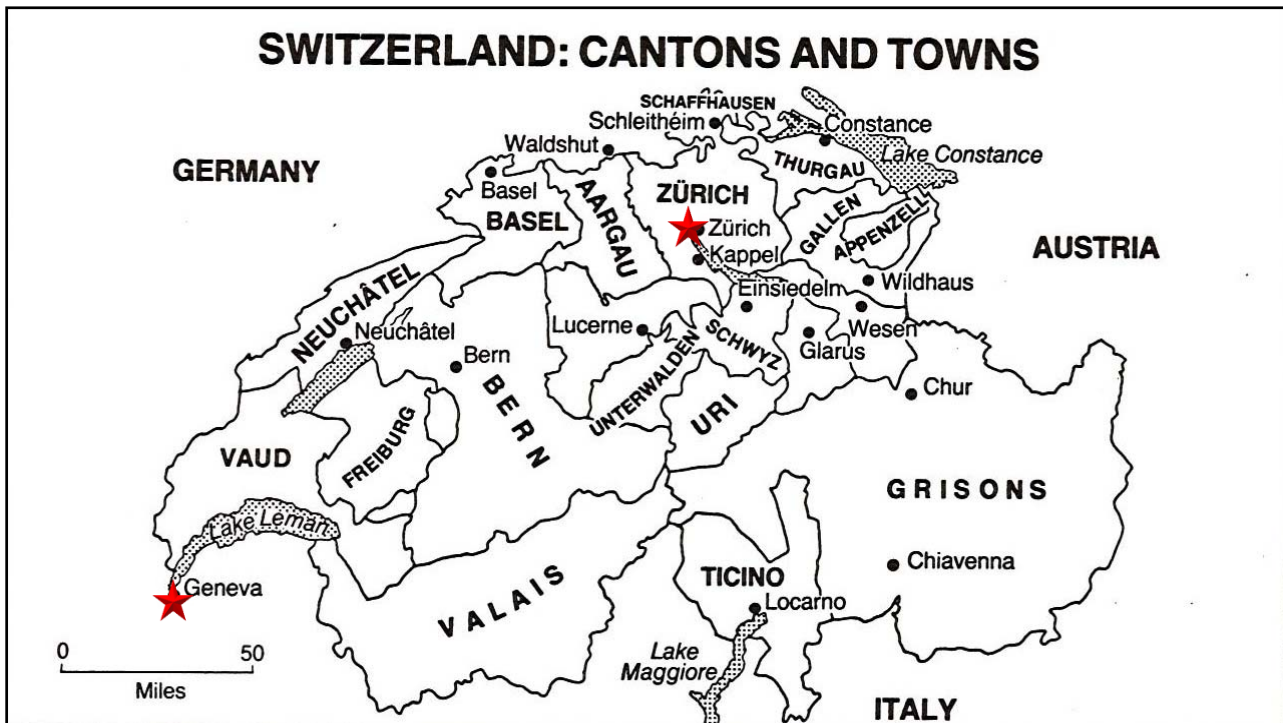 SWITZERLAND: CANTONS AND TOWNS
SCHAFFHAUSEN
Schleithéim
Constance
Waldshut
Lake Constance
THURGAU
GERMANY
Basel
ZÜRICH
AARGAU
BASEL
GALLEN
APPENZELL
Zürich
AUSTRIA
Kappel
Wildhaus
Einsiedelm
NEUCHÂTEL
Neuchâtel
Lucerne
SCHWYZ
Wesen
Glarus
Bern
UNTERWALDEN
Chur
BERN
URI
FREIBURG
VAUD
GRISONS
Lake Leman
Chiavenna
Geneva
TICINO
VALAIS
Locarno
0 50
Miles
Lake
Maggiore
ITALY